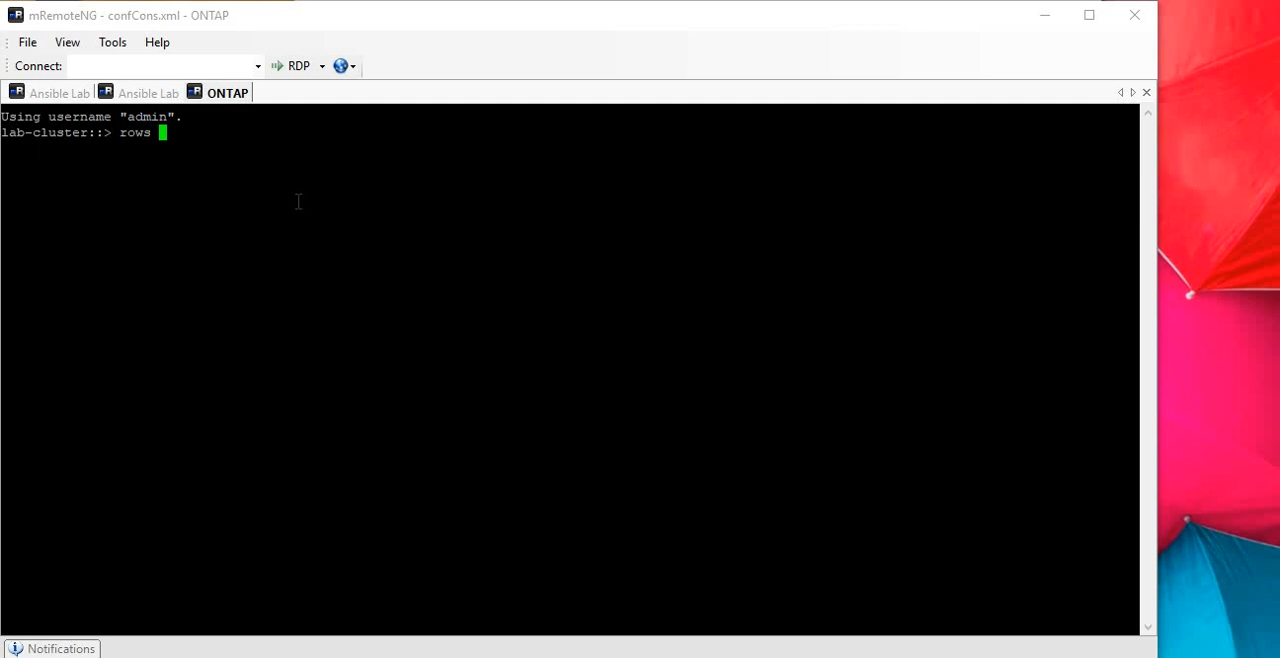 mRemoteNG - confCons.xml - ONTAP
File View Tools Help
Connect: RDP
Ansible Lab Ansible Lab ONTAP
Using username "admin".
lab-cluster::> rows
Notifications